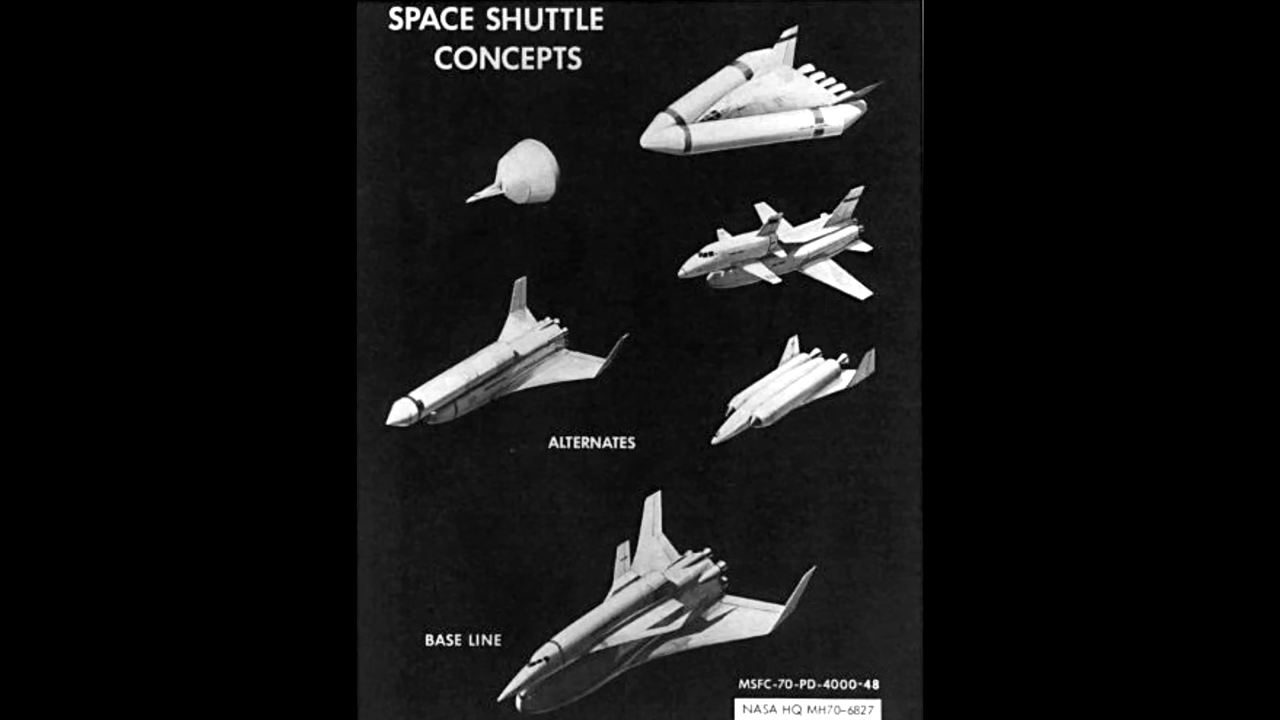 SPACE SHUTTLE
CONCEPTS
ALTERNATES
BASE LINE
MSFC-70-PD-4000-48
NASA HQ MH70-6827